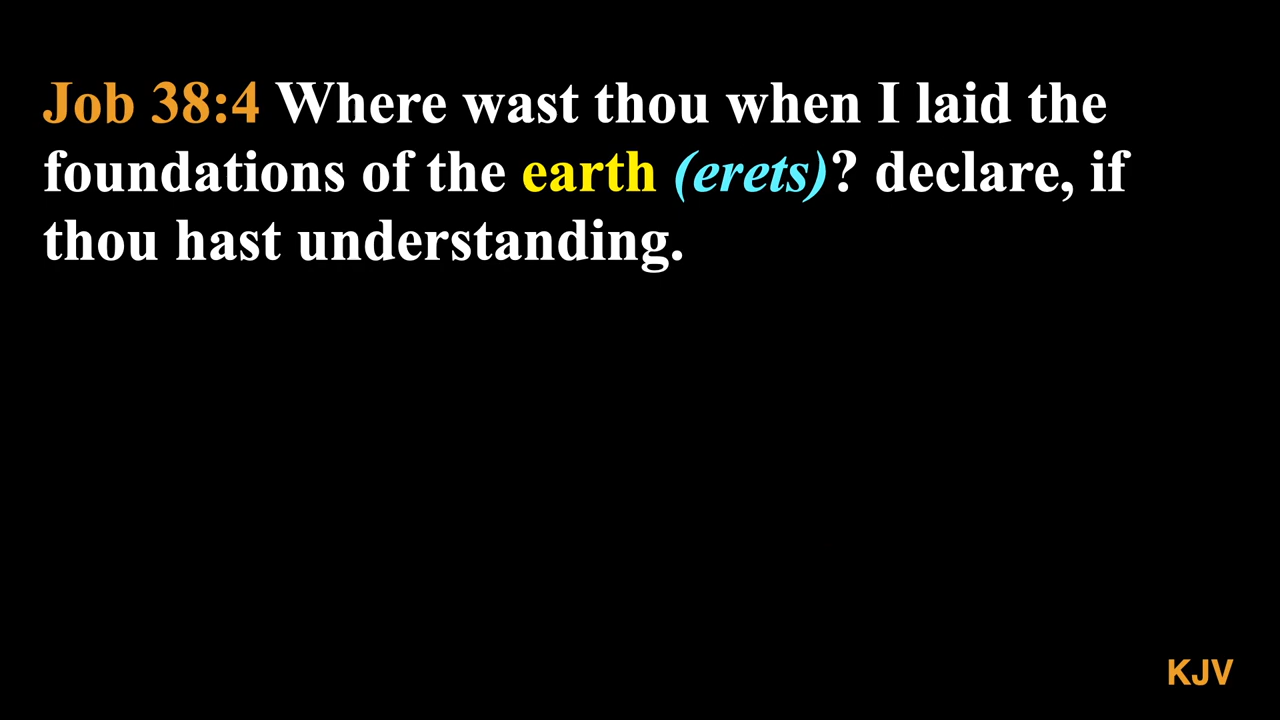 Job 38:4 Where wast thou when I laid the
foundations of the earth (erets)? declare, if
thou hast understanding.
KJV